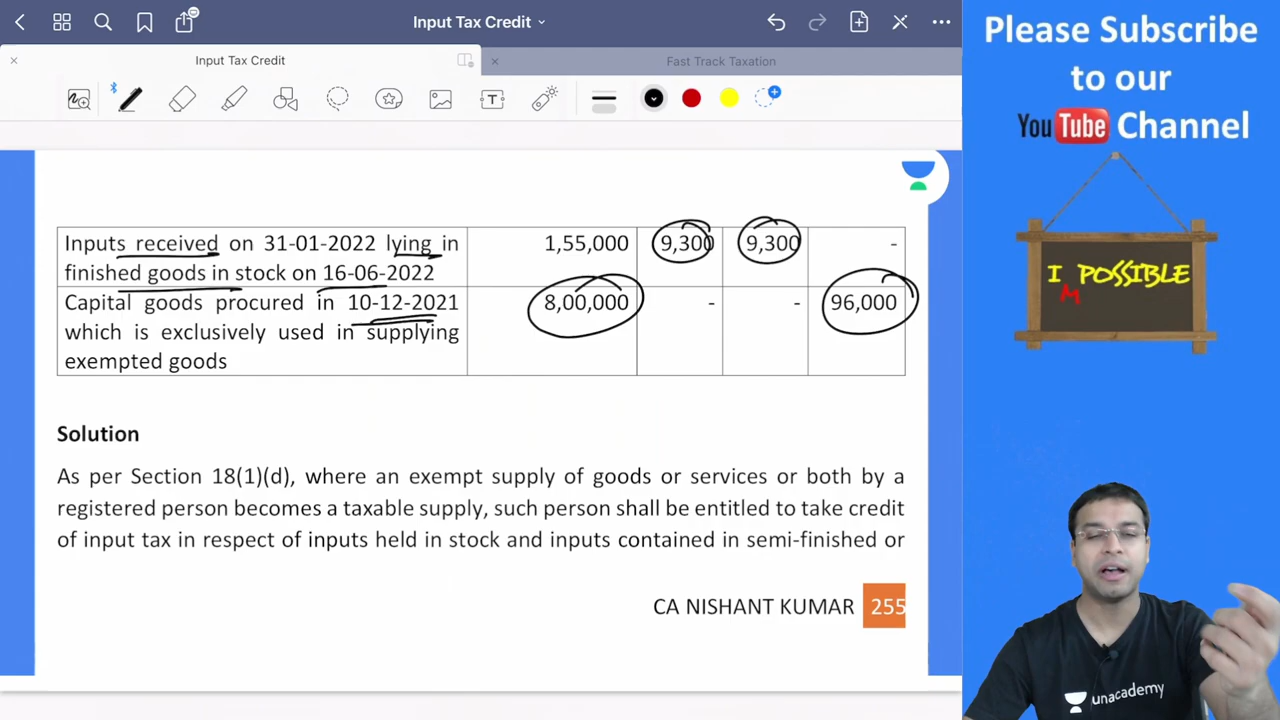 Input Tax Credit
Input Tax Credit
Fast Track Taxation
Please Subscribe
to our
YouTube Channel
I POSSIBLE
M
Inputs received on 31-01-2022 lying in finished goods in stock on 16-06-2022 1,55,000 9,300 9,300 -
Capital goods procured in 10-12-2021 which is exclusively used in supplying exempted goods 8,00,000 - - 96,000
Solution
As per Section 18(1)(d), where an exempt supply of goods or services or both by a
registered person becomes a taxable supply, such person shall be entitled to take credit
of input tax in respect of inputs held in stock and inputs contained in semi-finished or
CA NISHANT KUMAR 255
unacademy